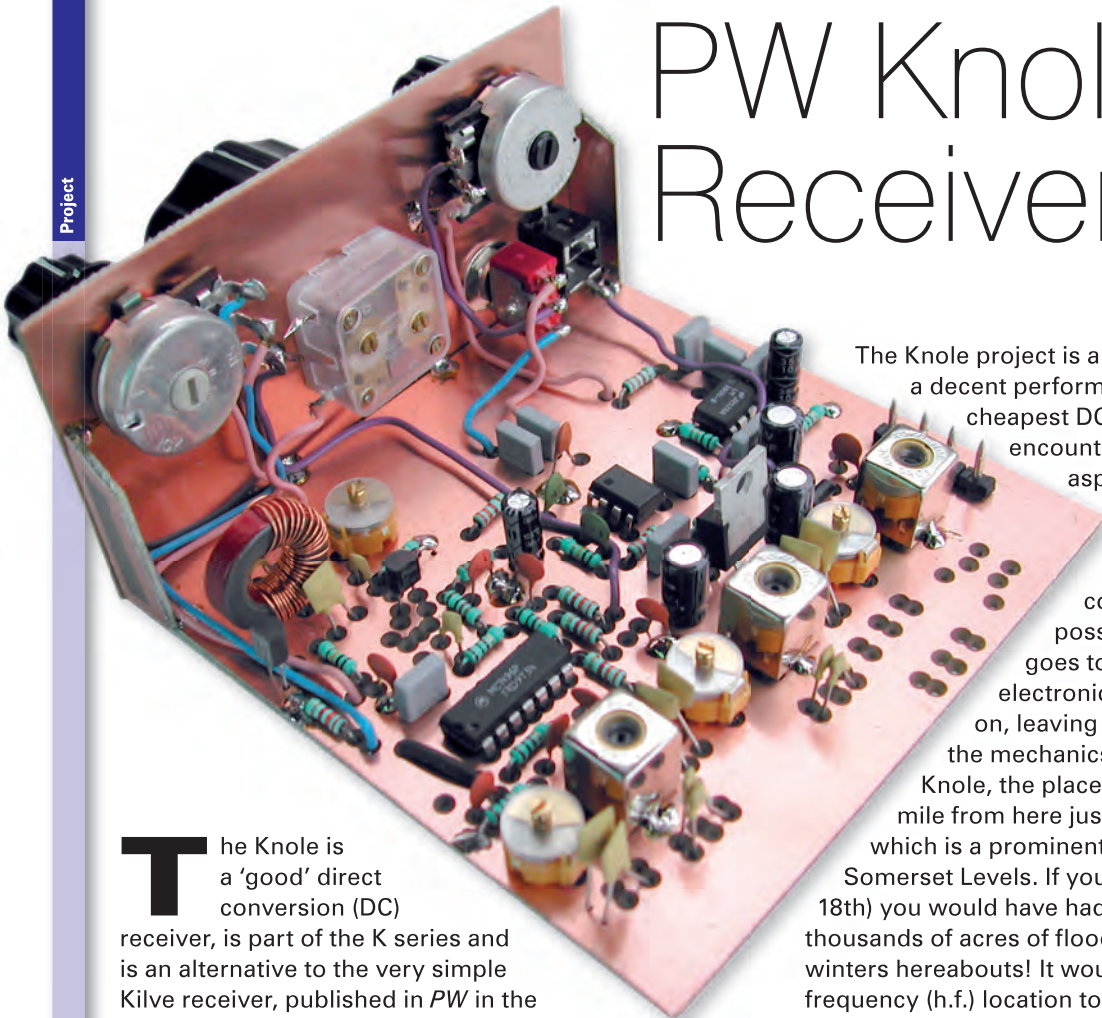 Project
PW Knol
Receiver
The Knole project is a
a decent perform
cheapest DC
encount
asp
co
poss
goes to
electronic
on, leaving
the mechanics
Knole, the place
mile from here jus
which is a prominent
Somerset Levels. If you
18th) you would have had
thousands of acres of flood
winters hereabouts! It wou
frequency (h.f.) location to
The Knole is
a ‘good’ direct
conversion (DC)
receiver, is part of the K series and
is an alternative to the very simple
Kilve receiver, published in PW in the
MC1496P